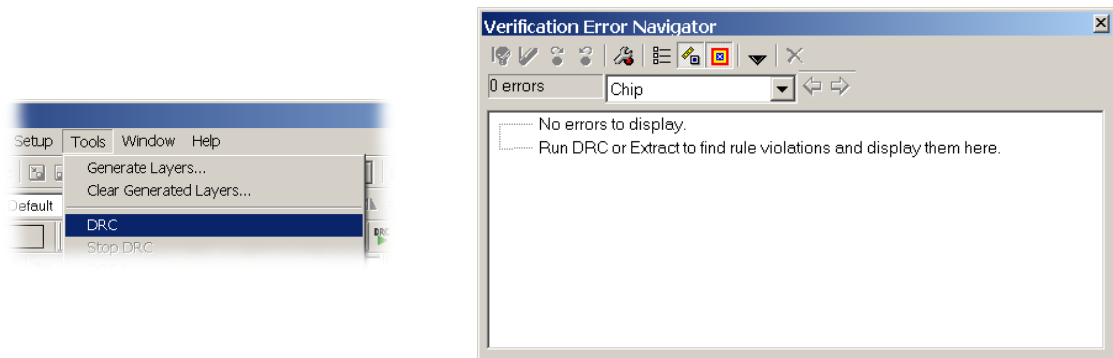 Setup Tools Window Help
Generate Layers...
Clear Generated Layers...
Default
DRC
Stop DRC
DRC
Verification Error Navigator
0 errors Chip
No errors to display.
Run DRC or Extract to find rule violations and display them here.